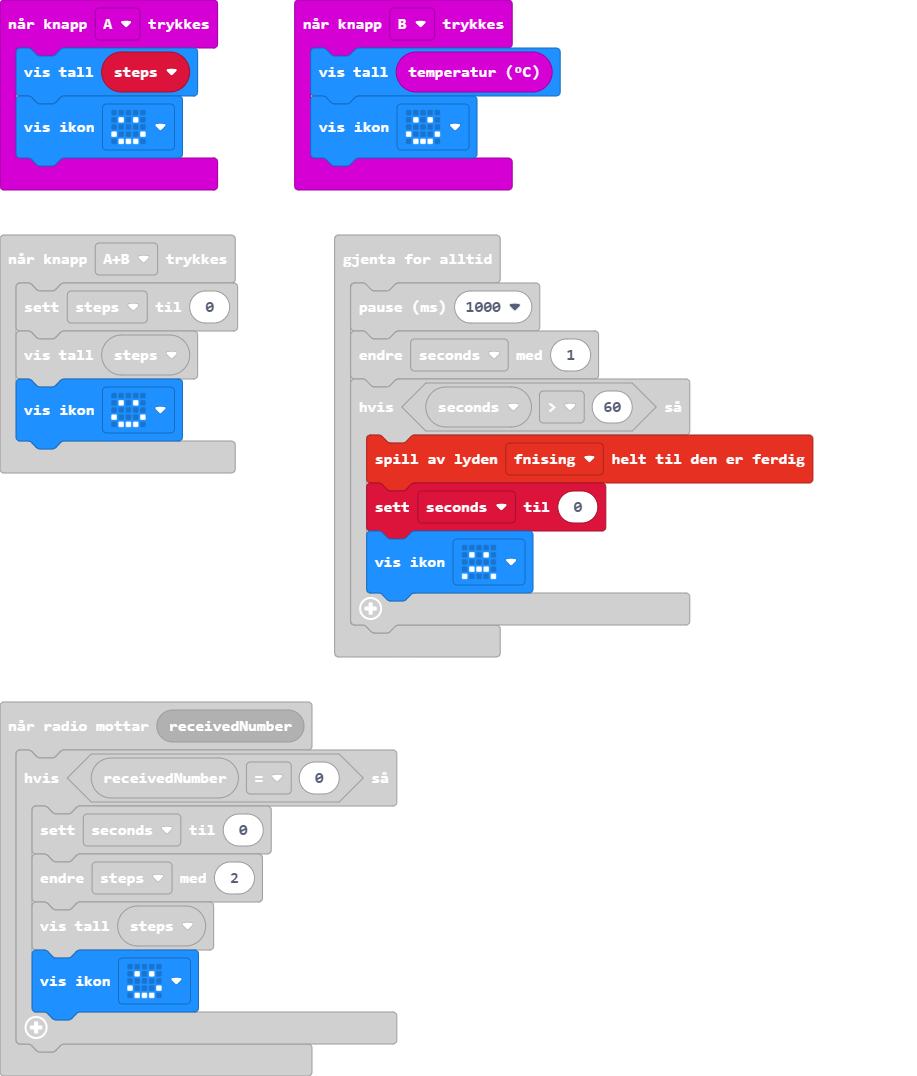 når knapp A trykkes
vis tall steps
vis ikon
når knapp B trykkes
vis tall temperatur (ºC)
vis ikon
når knapp A+B trykkes
sett steps til 0
vis tall steps
vis ikon
gjenta for alltid
pause (ms) 1000
endre seconds med 1
hvis seconds > 60 så
spill av lyden fnising helt til den er ferdig
sett seconds til 0
vis ikon
når radio mottar receivedNumber
hvis receivedNumber = 0 så
sett seconds til 0
endre steps med 2
vis tall steps
vis ikon